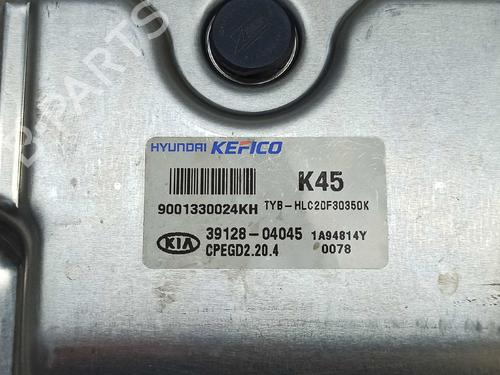 HYUNDAI KEFICO
K45
9001330024KH TYB-HLC20F30350K
KIA 39128-04045 1A94814Y
CPEGD2.20.4 0078
B-PARTS